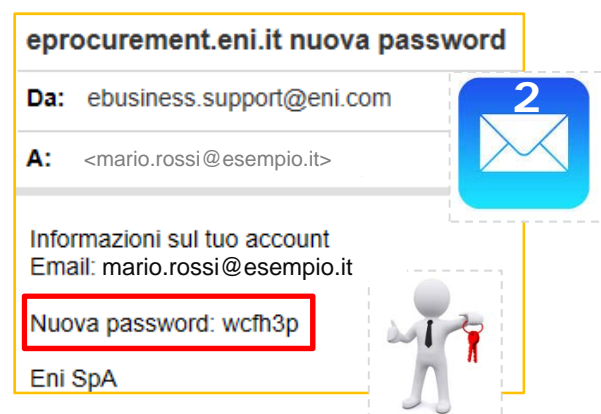 eprocurement.eni.it nuova password
2
Da: ebusiness.support@eni.com
A: <mario.rossi@esempio.it>
Informazioni sul tuo account
Email: mario.rossi@esempio.it
Nuova password: wcfh3p
Eni SpA